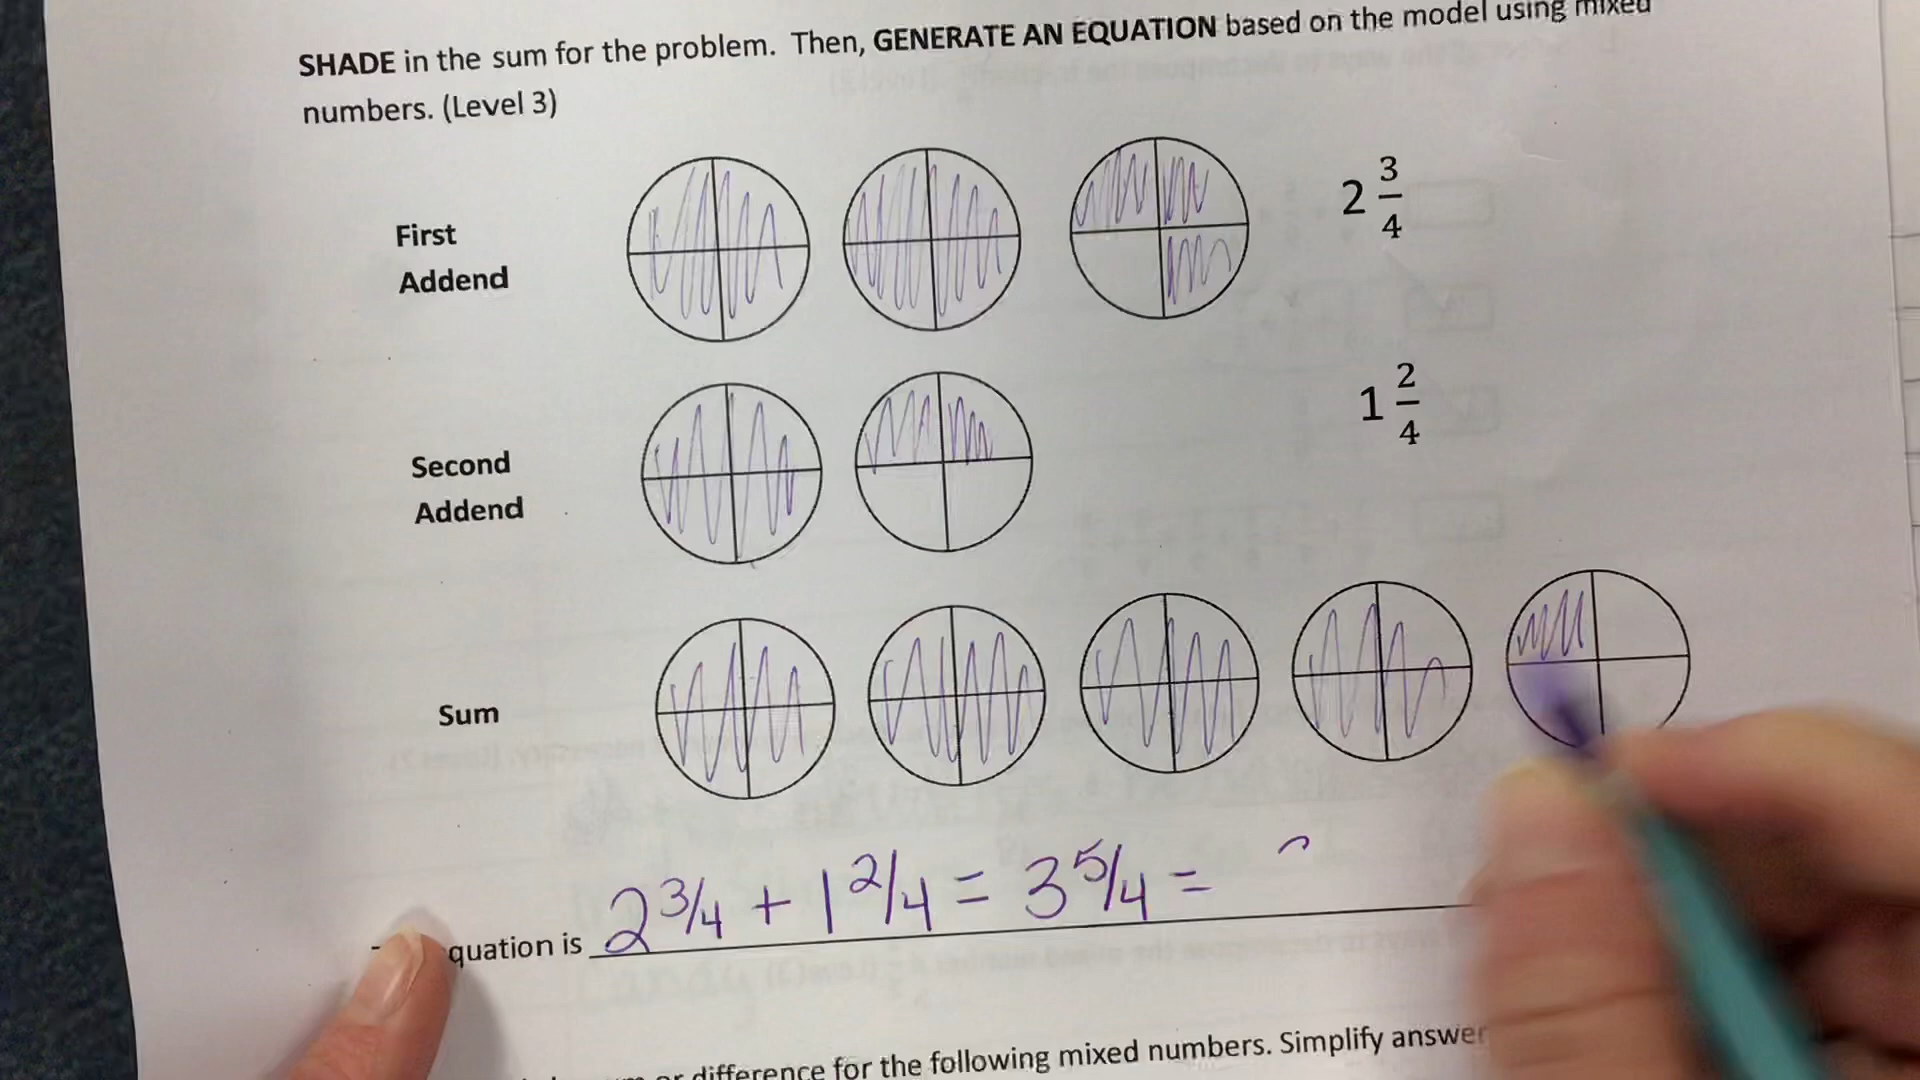 SHADE in the sum for the problem. Then, GENERATE AN EQUATION based on the model using mixed
numbers. (Level 3)
First
Addend
2 3/4
Second
Addend
1 2/4
Sum
quation is 2 3/4 + 1 2/4 = 3 5/4 =
or difference for the following mixed numbers. Simplify answer